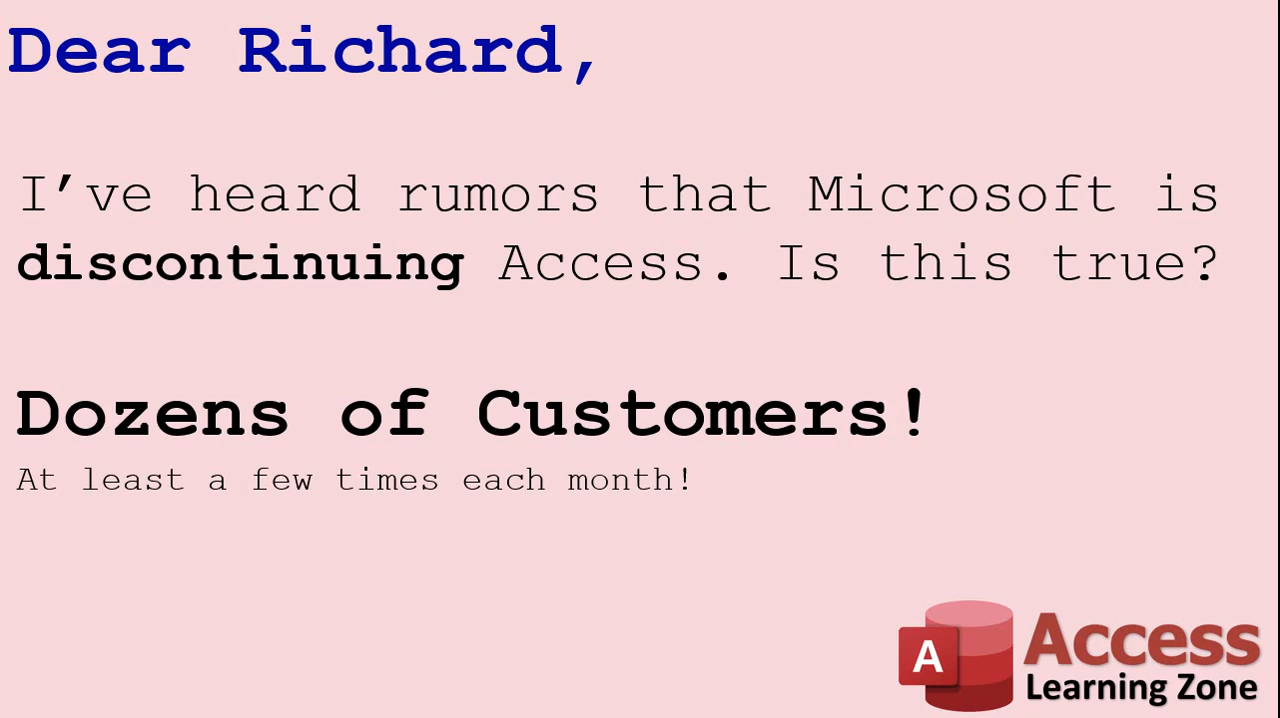 Dear Richard,
I’ve heard rumors that Microsoft is
discontinuing Access. Is this true?
Dozens of Customers!
At least a few times each month!
A
Access
Learning Zone